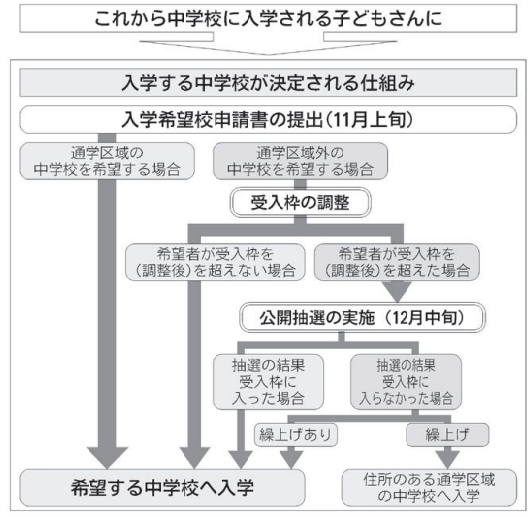 これから中学校に入学される子どもさんに
入学する中学校が決定される仕組み
入学希望校申請書の提出(11月上旬)
通学区域の
中学校を希望する場合
通学区域外の
中学校を希望する場合
受入枠の調整
希望者が受入枠を
(調整後)を超えない場合
希望者が受入枠を
(調整後)を超えた場合
公開抽選の実施(12月中旬)
抽選の結果
受入枠に
入った場合
抽選の結果
受入枠に
入らなかった場合
繰上げあり
繰上げ
希望する中学校へ入学
住所のある通学区域
の中学校へ入学